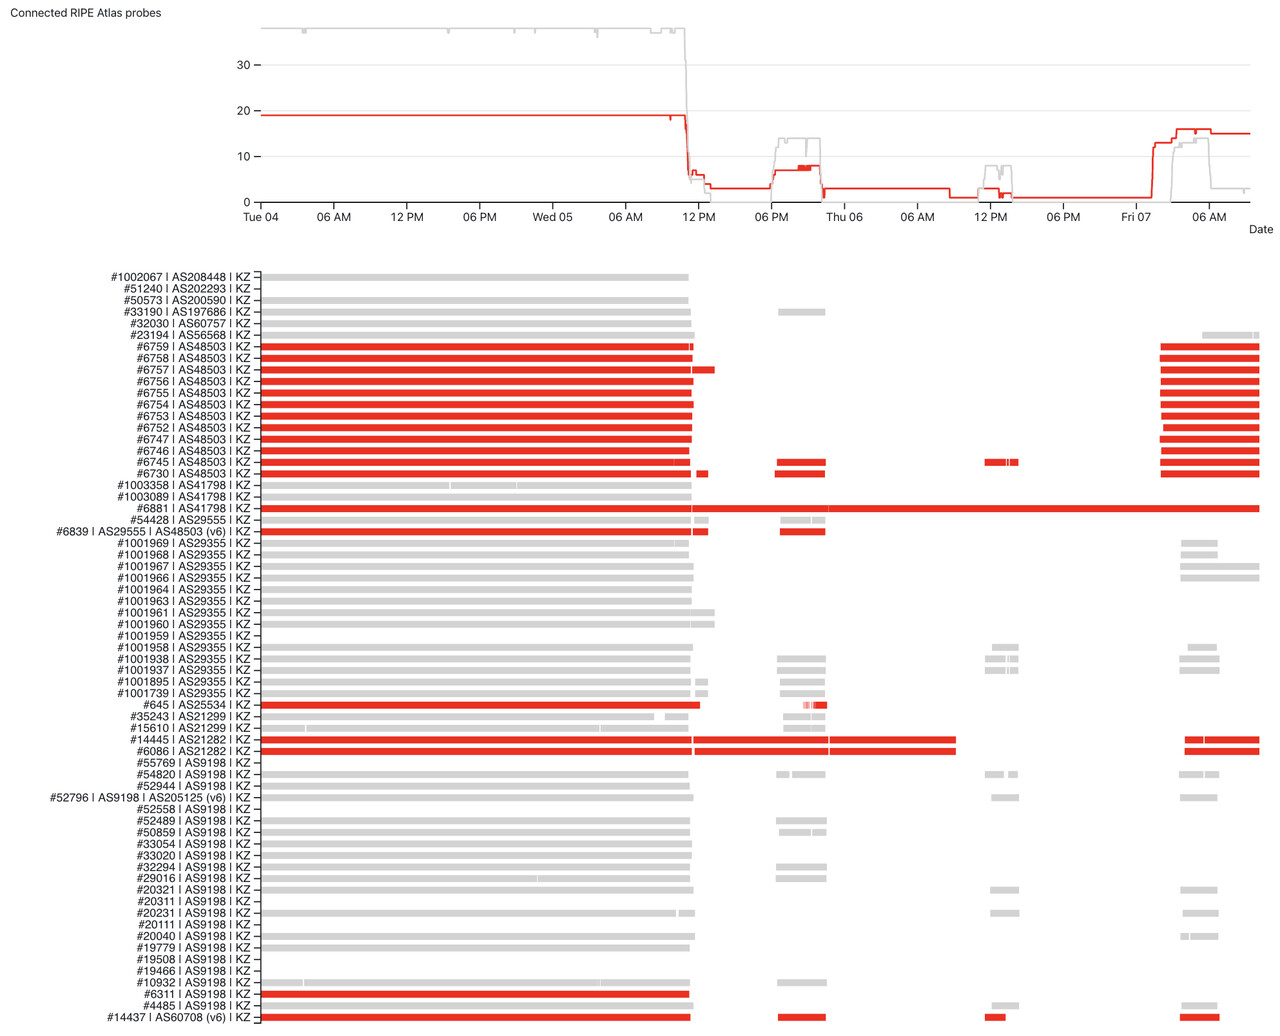 Connected RIPE Atlas probes
30
20
10
0
Tue 04 06 AM 12 PM 06 PM Wed 05 06 AM 12 PM 06 PM Thu 06 06 AM 12 PM 06 PM Fri 07 06 AM
Date
#1002067 | AS208448 | KZ
#51240 | AS202293 | KZ
#50573 | AS200590 | KZ
#33190 | AS197686 | KZ
#32030 | AS60757 | KZ
#23194 | AS56568 | KZ
#6759 | AS48503 | KZ
#6758 | AS48503 | KZ
#6757 | AS48503 | KZ
#6756 | AS48503 | KZ
#6755 | AS48503 | KZ
#6754 | AS48503 | KZ
#6753 | AS48503 | KZ
#6752 | AS48503 | KZ
#6747 | AS48503 | KZ
#6746 | AS48503 | KZ
#6745 | AS48503 | KZ
#6730 | AS48503 | KZ
#1003358 | AS41798 | KZ
#1003089 | AS41798 | KZ
#6881 | AS41798 | KZ
#54428 | AS29555 | KZ
#6839 | AS29555 | AS48503 (v6) | KZ
#1001969 | AS29355 | KZ
#1001968 | AS29355 | KZ
#1001967 | AS29355 | KZ
#1001966 | AS29355 | KZ
#1001964 | AS29355 | KZ
#1001963 | AS29355 | KZ
#1001961 | AS29355 | KZ
#1001960 | AS29355 | KZ
#1001959 | AS29355 | KZ
#1001958 | AS29355 | KZ
#1001938 | AS29355 | KZ
#1001937 | AS29355 | KZ
#1001895 | AS29355 | KZ
#1001739 | AS29355 | KZ
#645 | AS25534 | KZ
#35243 | AS21299 | KZ
#15610 | AS21299 | KZ
#14445 | AS21282 | KZ
#6086 | AS21282 | KZ
#55769 | AS9198 | KZ
#54820 | AS9198 | KZ
#52944 | AS9198 | KZ
#52796 | AS9198 | AS205125 (v6) | KZ
#52558 | AS9198 | KZ
#52489 | AS9198 | KZ
#50859 | AS9198 | KZ
#33054 | AS9198 | KZ
#33020 | AS9198 | KZ
#32294 | AS9198 | KZ
#29016 | AS9198 | KZ
#20321 | AS9198 | KZ
#20311 | AS9198 | KZ
#20231 | AS9198 | KZ
#20111 | AS9198 | KZ
#20040 | AS9198 | KZ
#19779 | AS9198 | KZ
#19508 | AS9198 | KZ
#19466 | AS9198 | KZ
#10932 | AS9198 | KZ
#6311 | AS9198 | KZ
#4485 | AS9198 | KZ
#14437 | AS60708 (v6) | KZ